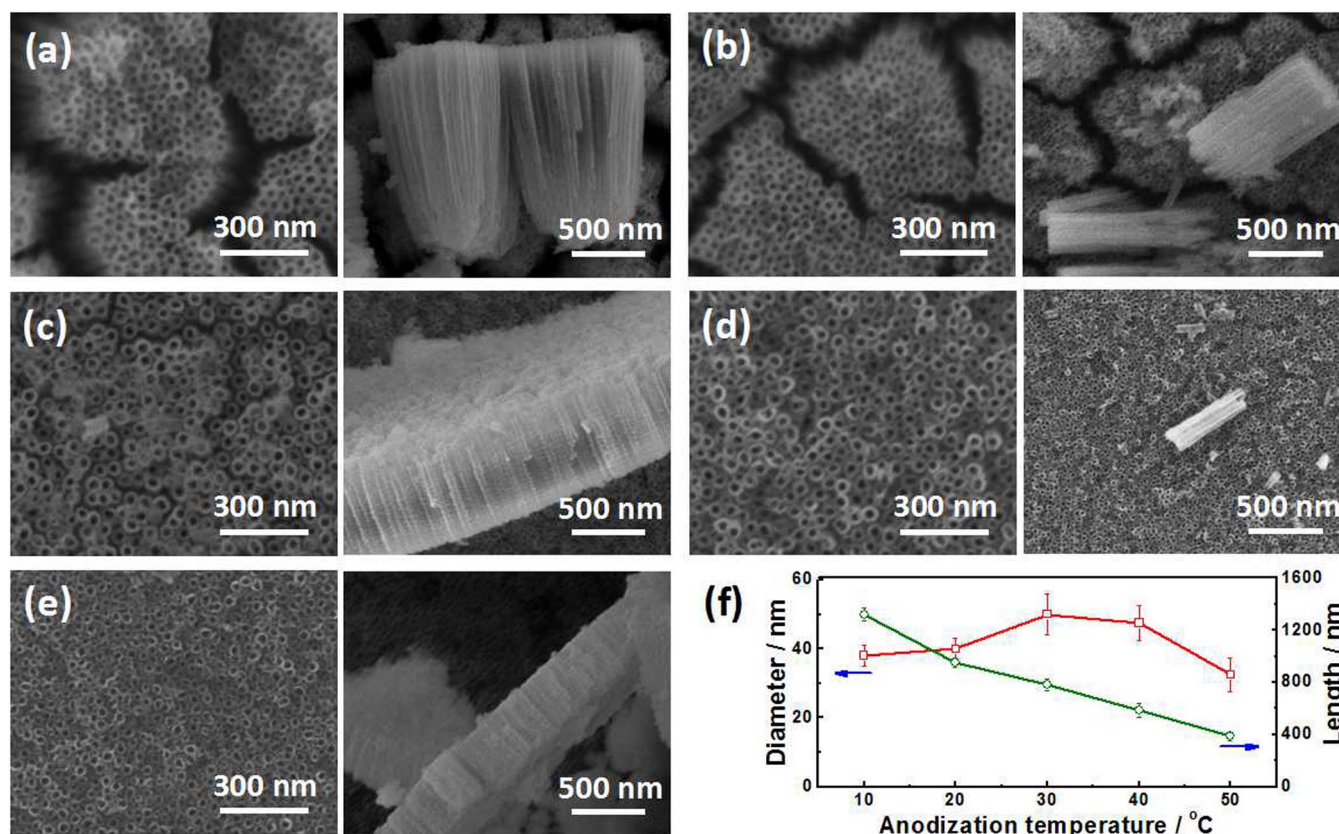 (a)
300 nm
500 nm
(b)
300 nm
500 nm
(c)
300 nm
500 nm
(d)
300 nm
500 nm
(e)
300 nm
500 nm
(f)
Diameter / nm
60
40
20
0
1600
1200
800
400
0
Length / nm
10 20 30 40 50
Anodization temperature / °C